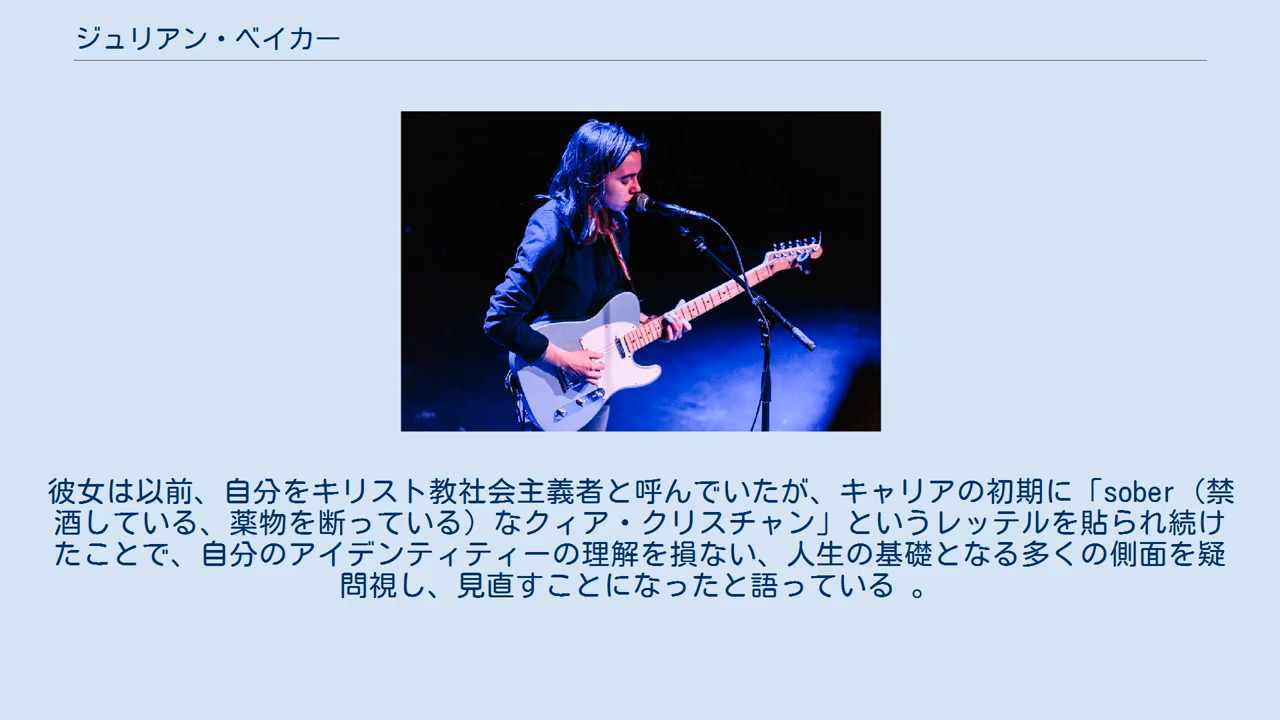 ジュリアン・ベイカー
彼女は以前、自分をキリスト教社会主義者と呼んでいたが、キャリアの初期に「sober（禁
酒している、薬物を断っている）なクィア・クリスチャン」というレッテルを貼られ続け
たことで、自分のアイデンティティーの理解を損ない、人生の基礎となる多くの側面を疑
問視し、見直すことになったと語っている 。